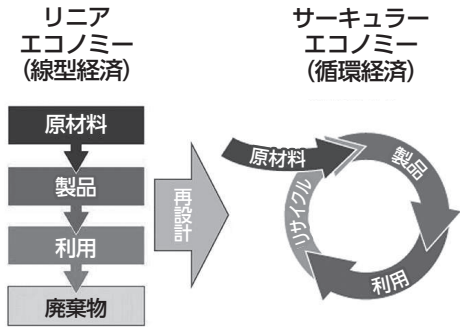 リニア
エコノミー
(線型経済)
原材料
製品
利用
廃棄物
再設計
サーキュラー
エコノミー
(循環経済)
原材料
製品
利用
リサイクル